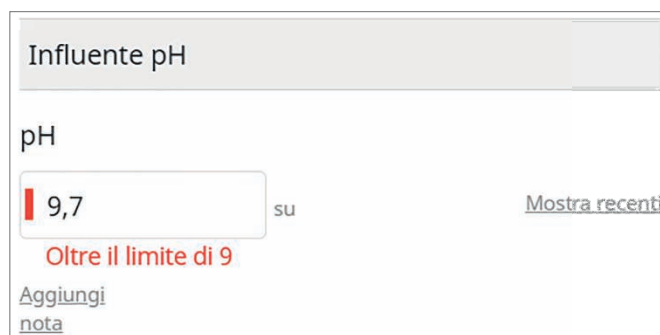 Influente pH
pH
9,7 su Mostra recenti
Oltre il limite di 9
Aggiungi
nota